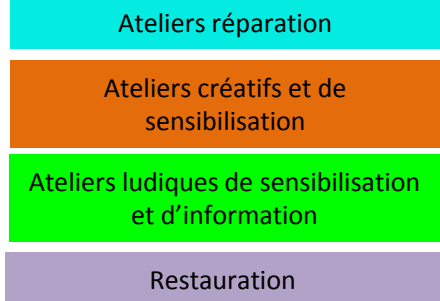 Ateliers réparation
Ateliers créatifs et de
sensibilisation
Ateliers ludiques de sensibilisation
et d'information
Restauration